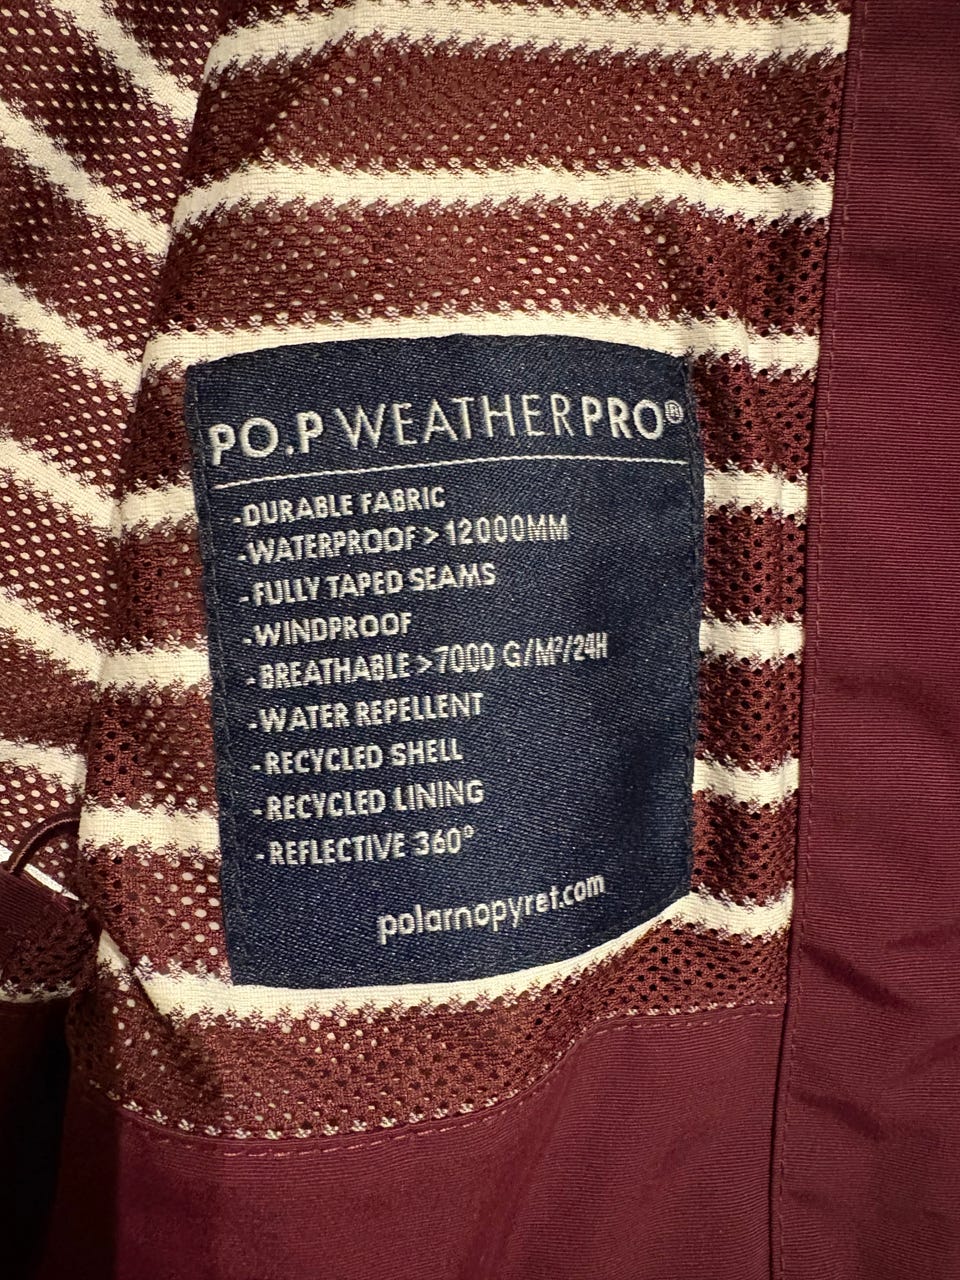 PO.P WEATHERPRO®
-DURABLE FABRIC
-WATERPROOF > 12000MM
-FULLY TAPED SEAMS
-WINDPROOF
-BREATHABLE > 7000 G/M²/24H
-WATER REPELLENT
-RECYCLED SHELL
-RECYCLED LINING
-REFLECTIVE 360°
polarnopyret.com